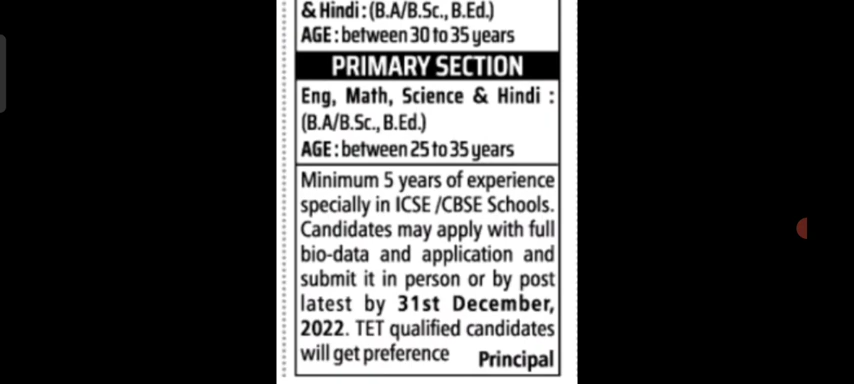 & Hindi : (B.A/B.Sc., B.Ed.)
AGE : between 30 to 35 years
PRIMARY SECTION
Eng, Math, Science & Hindi :
(B.A/B.Sc., B.Ed.)
AGE : between 25 to 35 years
Minimum 5 years of experience
specially in ICSE /CBSE Schools.
Candidates may apply with full
bio-data and application and
submit it in person or by post
latest by 31st December,
2022. TET qualified candidates
will get preference Principal